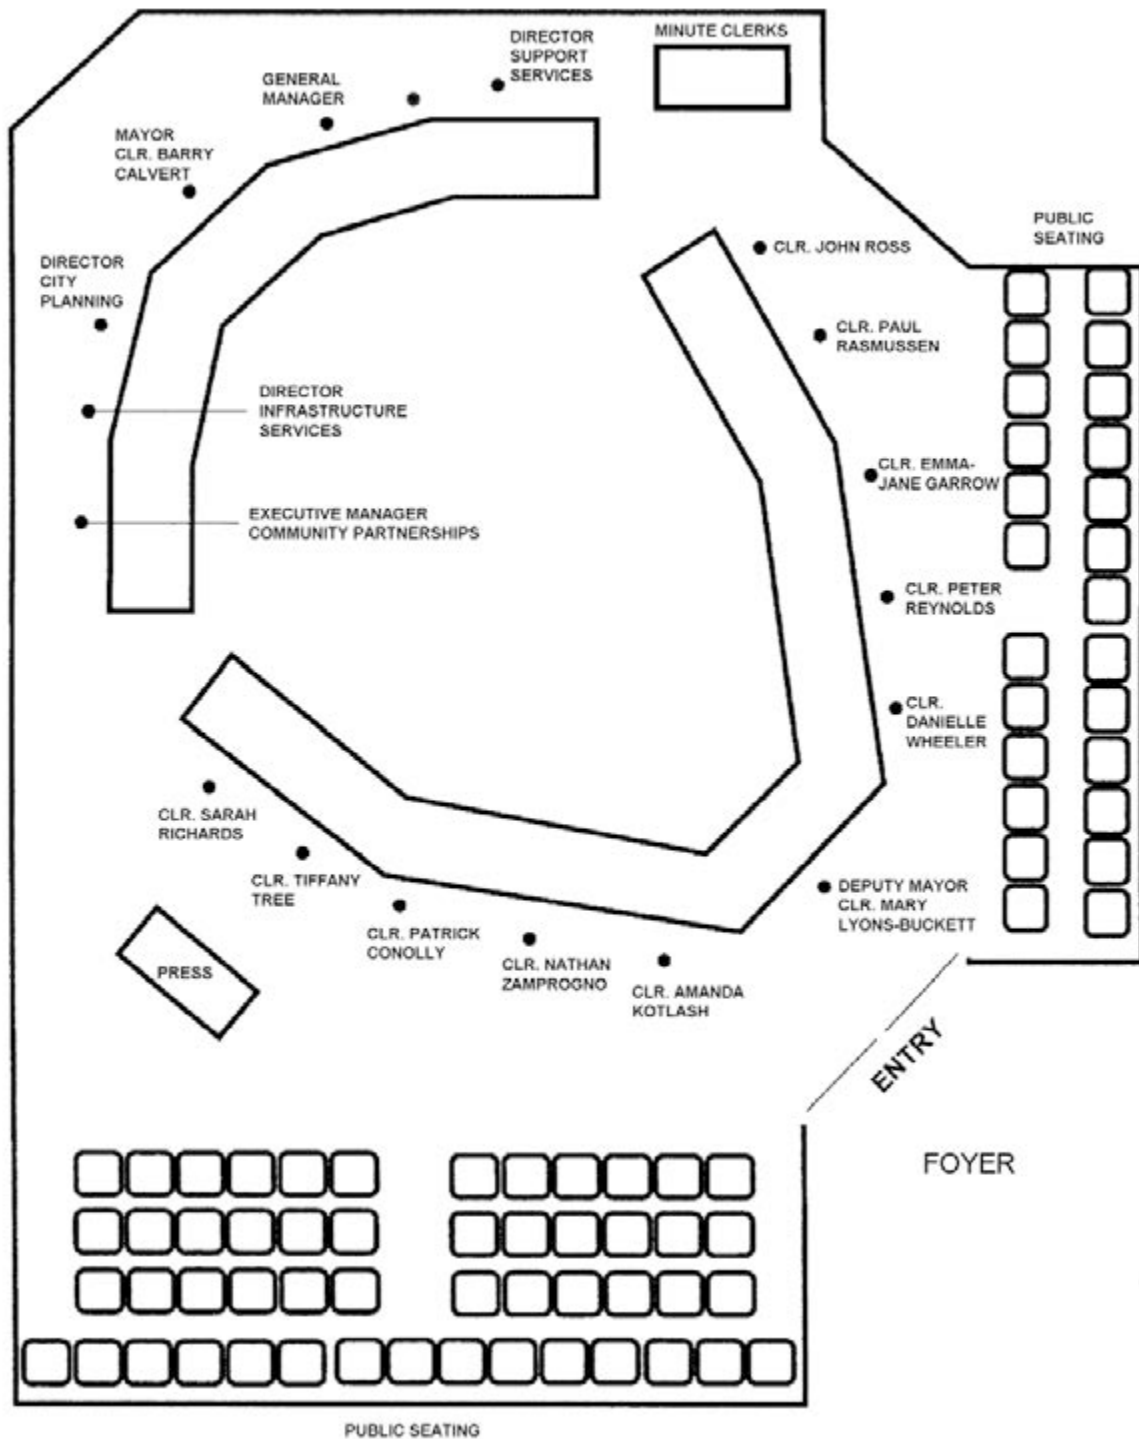 DIRECTOR
SUPPORT
SERVICES
MINUTE CLERKS
GENERAL
MANAGER
MAYOR
CLR. BARRY
CALVERT
DIRECTOR
CITY
PLANNING
DIRECTOR
INFRASTRUCTURE
SERVICES
EXECUTIVE MANAGER
COMMUNITY PARTNERSHIPS
CLR. JOHN ROSS
PUBLIC
SEATING
CLR. PAUL
RASMUSSEN
CLR. EMMA-
JANE GARROW
CLR. PETER
REYNOLDS
CLR.
DANIELLE
WHEELER
DEPUTY MAYOR
CLR. MARY
LYONS-BUCKETT
CLR. SARAH
RICHARDS
CLR. TIFFANY
TREE
CLR. PATRICK
CONOLLY
CLR. NATHAN
ZAMPROGNO
CLR. AMANDA
KOTLASH
PRESS
ENTRY
FOYER
PUBLIC SEATING